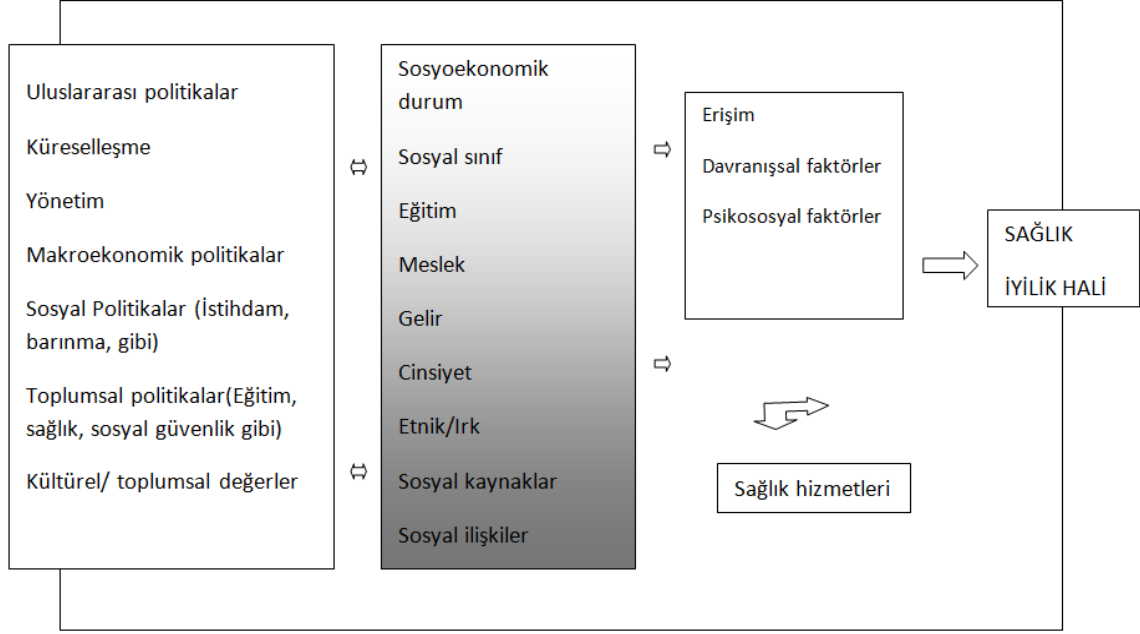 Uluslararası politikalar
Küreselleşme
Yönetim
Makroekonomik politikalar
Sosyal Politikalar (İstihdam,
barınma, gibi)
Toplumsal politikalar(Eğitim,
sağlık, sosyal güvenlik gibi)
Kültürel/ toplumsal değerler
Sosyoekonomik
durum
Sosyal sınıf
Eğitim
Meslek
Gelir
Cinsiyet
Etnik/Irk
Sosyal kaynaklar
Sosyal ilişkiler
Erişim
Davranışsal faktörler
Psikososyal faktörler
Sağlık hizmetleri
SAĞLIK
İYİLİK HALİ